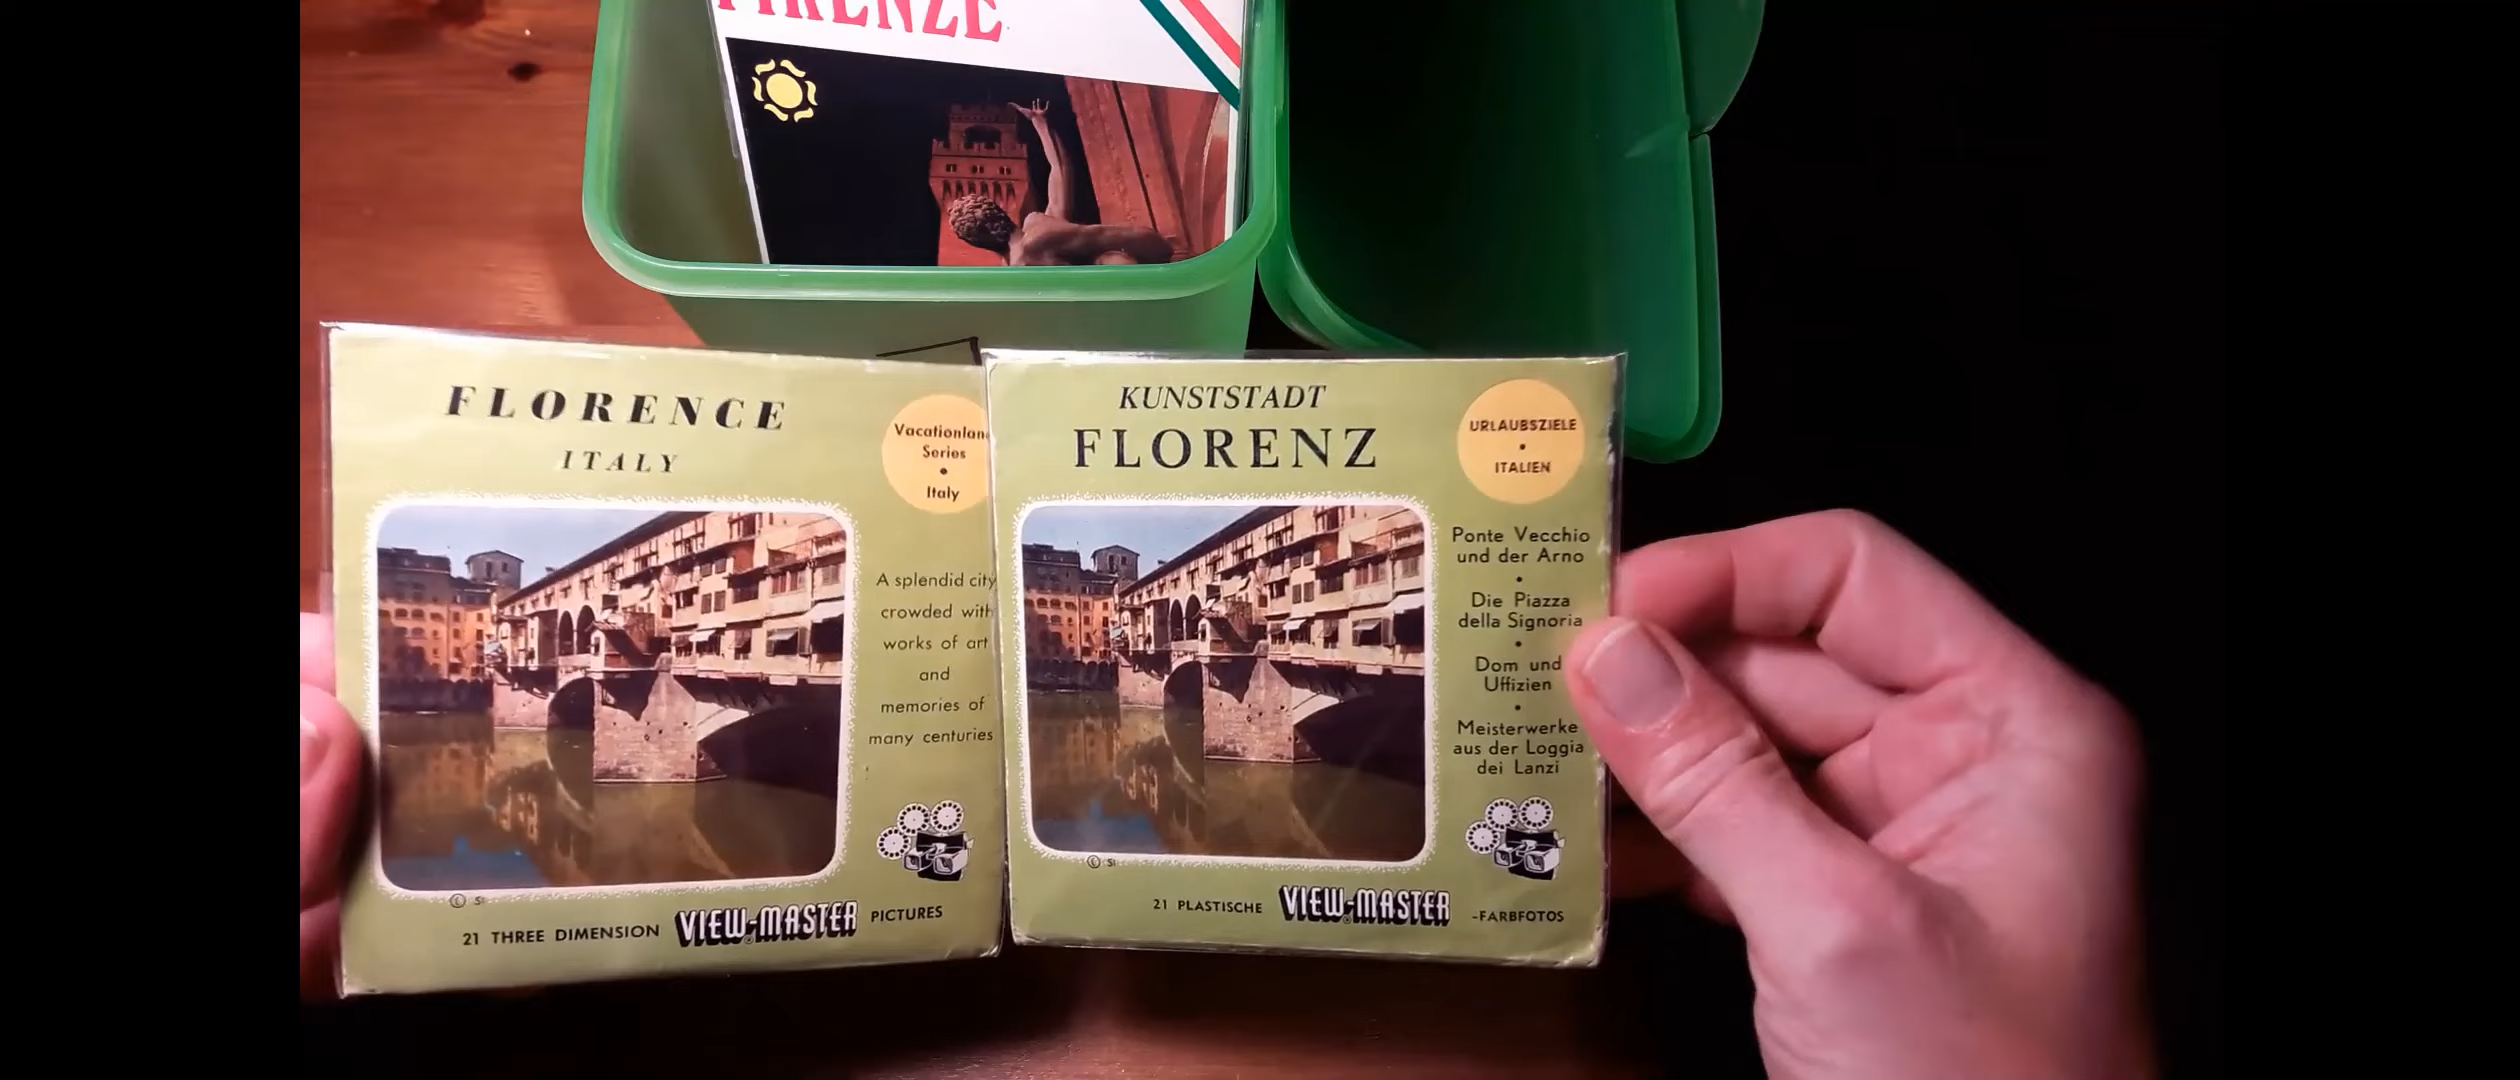 FIRENZE
FLORENCE
ITALY
Vacationland
Series
•
Italy
A splendid city
crowded with
works of art
and
memories of
many centuries
©
21 THREE DIMENSION VIEW-MASTER PICTURES
KUNSTSTADT
FLORENZ
URLAUBSZIELE
•
ITALIEN
Ponte Vecchio
und der Arno
•
Die Piazza
della Signoria
•
Dom und
Uffizien
•
Meisterwerke
aus der Loggia
dei Lanzi
©
21 PLASTISCHE VIEW-MASTER -FARBFOTOS